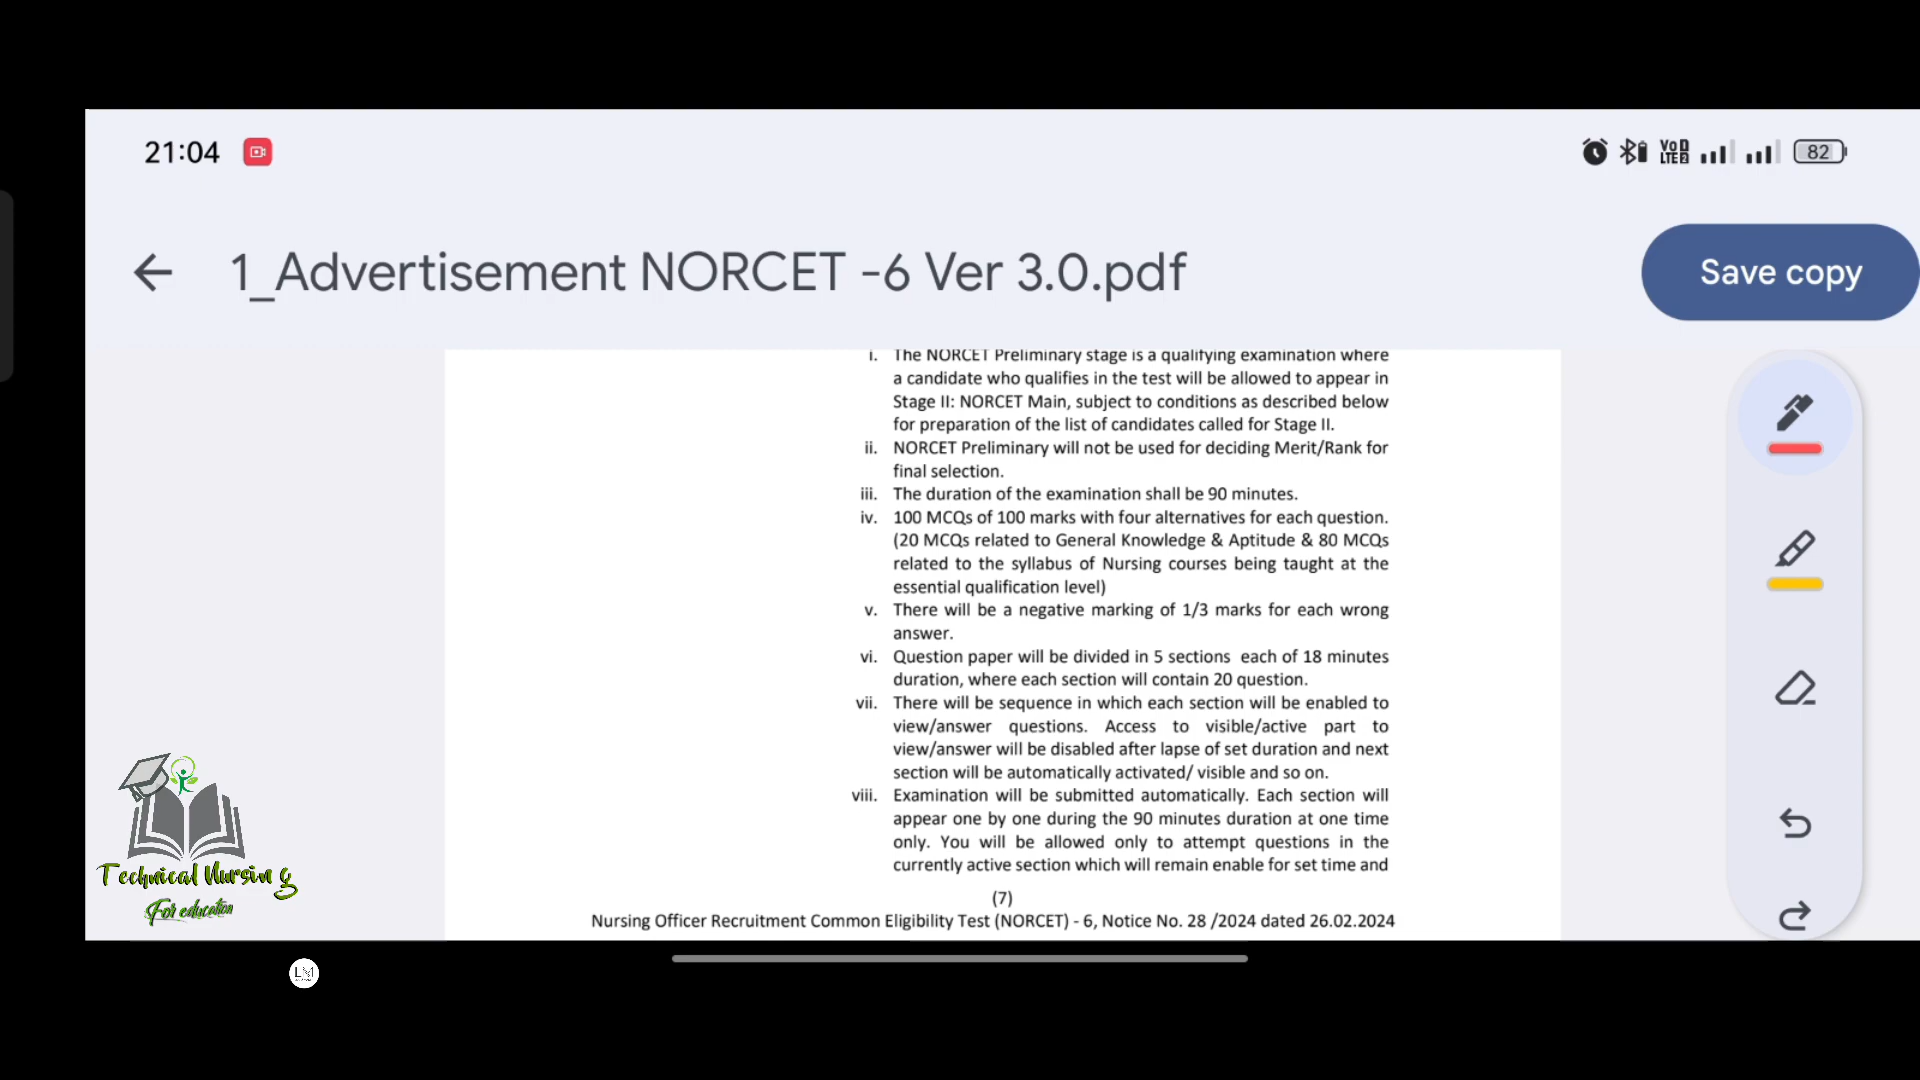 21:04
Vo D
LTE 2
82
1_Advertisement NORCET -6 Ver 3.0.pdf
Save copy
i. The NORCET Preliminary stage is a qualifying examination where
a candidate who qualifies in the test will be allowed to appear in
Stage II: NORCET Main, subject to conditions as described below
for preparation of the list of candidates called for Stage II.
ii. NORCET Preliminary will not be used for deciding Merit/Rank for
final selection.
iii. The duration of the examination shall be 90 minutes.
iv. 100 MCQs of 100 marks with four alternatives for each question.
(20 MCQs related to General Knowledge & Aptitude & 80 MCQs
related to the syllabus of Nursing courses being taught at the
essential qualification level)
v. There will be a negative marking of 1/3 marks for each wrong
answer.
vi. Question paper will be divided in 5 sections each of 18 minutes
duration, where each section will contain 20 question.
vii. There will be sequence in which each section will be enabled to
view/answer questions. Access to visible/active part to
view/answer will be disabled after lapse of set duration and next
section will be automatically activated/ visible and so on.
viii. Examination will be submitted automatically. Each section will
appear one by one during the 90 minutes duration at one time
only. You will be allowed only to attempt questions in the
currently active section which will remain enable for set time and
(7)
Nursing Officer Recruitment Common Eligibility Test (NORCET) - 6, Notice No. 28 /2024 dated 26.02.2024
Technical Nursing
For education
LM